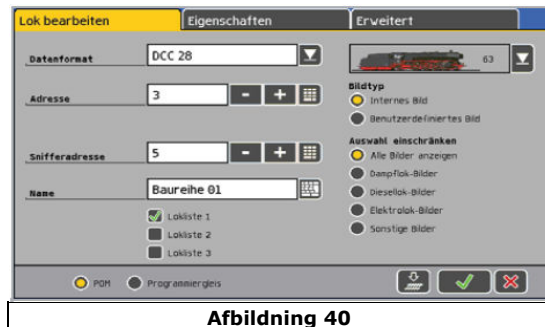 Lok bearbeiten
Eigenschaften
Erweitert
Datenformat
DCC 28
63
Adresse
3
- +
Bildtyp
Internes Bild
Benutzerdefiniertes Bild
Snifferadresse
5
- +
Auswahl einschränken
Alle Bilder anzeigen
Dampflok-Bilder
Diesellok-Bilder
Elektrolok-Bilder
Sonstige Bilder
Name
Baureihe 01
Lokliste 1
Lokliste 2
Lokliste 3
POM
Programmiergleis
Afbildning 40